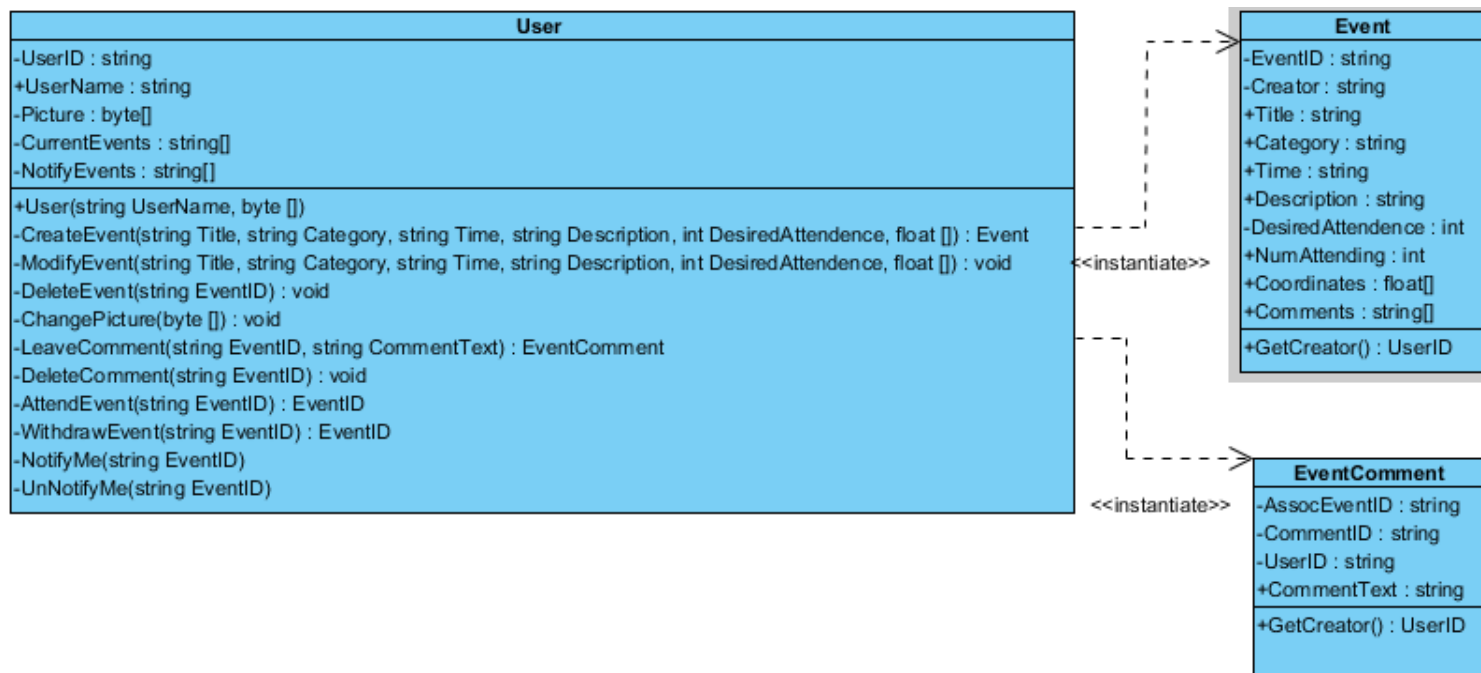 User
-UserID : string
+UserName : string
-Picture : byte[]
-CurrentEvents : string[]
-NotifyEvents : string[]
+User(string UserName, byte [])
-CreateEvent(string Title, string Category, string Time, string Description, int DesiredAttendence, float []) : Event
-ModifyEvent(string Title, string Category, string Time, string Description, int DesiredAttendence, float []) : void
-DeleteEvent(string EventID) : void
-ChangePicture(byte []) : void
-LeaveComment(string EventID, string CommentText) : EventComment
-DeleteComment(string EventID) : void
-AttendEvent(string EventID) : EventID
-WithdrawEvent(string EventID) : EventID
-NotifyMe(string EventID)
-UnNotifyMe(string EventID)
<<instantiate>>
Event
-EventID : string
-Creator : string
+Title : string
+Category : string
+Time : string
+Description : string
-DesiredAttendence : int
+NumAttending : int
+Coordinates : float[]
+Comments : string[]
+GetCreator() : UserID
<<instantiate>>
EventComment
-AssocEventID : string
-CommentID : string
-UserID : string
+CommentText : string
+GetCreator() : UserID